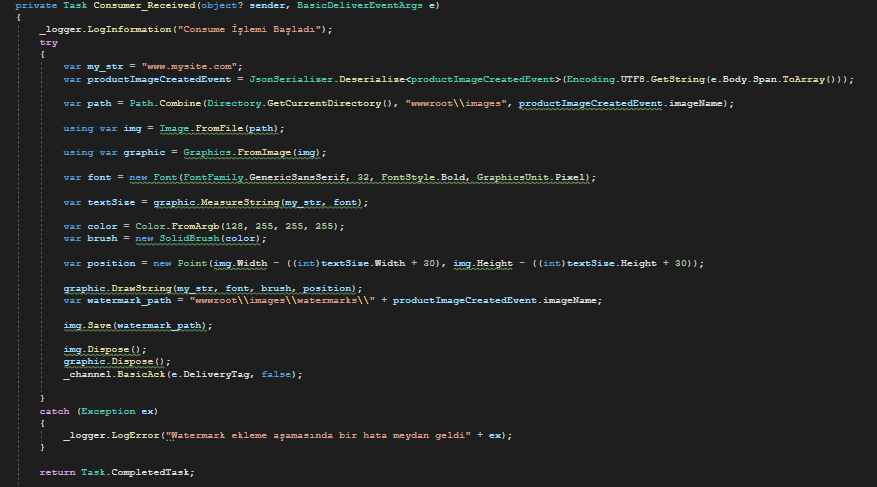 private Task Consumer_Received(object? sender, BasicDeliverEventArgs e)
{
_logger.LogInformation("Consume İşlemi Başladı");
try
{
var my_str = "www.mysite.com";
var productImageCreatedEvent = JsonSerializer.Deserialize<productImageCreatedEvent>(Encoding.UTF8.GetString(e.Body.Span.ToArray()));
var path = Path.Combine(Directory.GetCurrentDirectory(), "wwwroot\\images", productImageCreatedEvent.imageName);
using var img = Image.FromFile(path);
using var graphic = Graphics.FromImage(img);
var font = new Font(FontFamily.GenericSansSerif, 32, FontStyle.Bold, GraphicsUnit.Pixel);
var textSize = graphic.MeasureString(my_str, font);
var color = Color.FromArgb(128, 255, 255, 255);
var brush = new SolidBrush(color);
var position = new Point(img.Width - ((int)textSize.Width + 30), img.Height - ((int)textSize.Height + 30));
graphic.DrawString(my_str, font, brush, position);
var watermark_path = "wwwroot\\images\\watermarks\\" + productImageCreatedEvent.imageName;
img.Save(watermark_path);
img.Dispose();
graphic.Dispose();
_channel.BasicAck(e.DeliveryTag, false);
}
catch (Exception ex)
{
_logger.LogError("Watermark ekleme aşamasında bir hata meydan geldi" + ex);
}
return Task.CompletedTask;